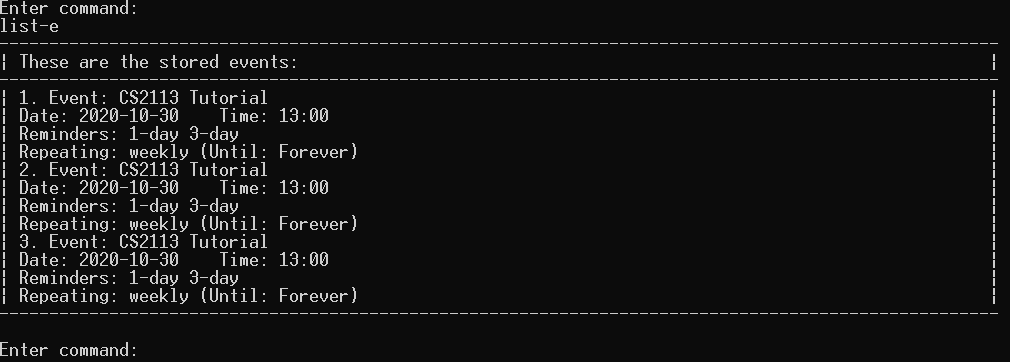 Enter command:
list-e
----------------------------------------------------------------------------------------------------
| These are the stored events: |
----------------------------------------------------------------------------------------------------
| 1. Event: CS2113 Tutorial |
| Date: 2020-10-30    Time: 13:00 |
| Reminders: 1-day 3-day |
| Repeating: weekly (Until: Forever) |
| 2. Event: CS2113 Tutorial |
| Date: 2020-10-30    Time: 13:00 |
| Reminders: 1-day 3-day |
| Repeating: weekly (Until: Forever) |
| 3. Event: CS2113 Tutorial |
| Date: 2020-10-30    Time: 13:00 |
| Reminders: 1-day 3-day |
| Repeating: weekly (Until: Forever) |
----------------------------------------------------------------------------------------------------
Enter command: